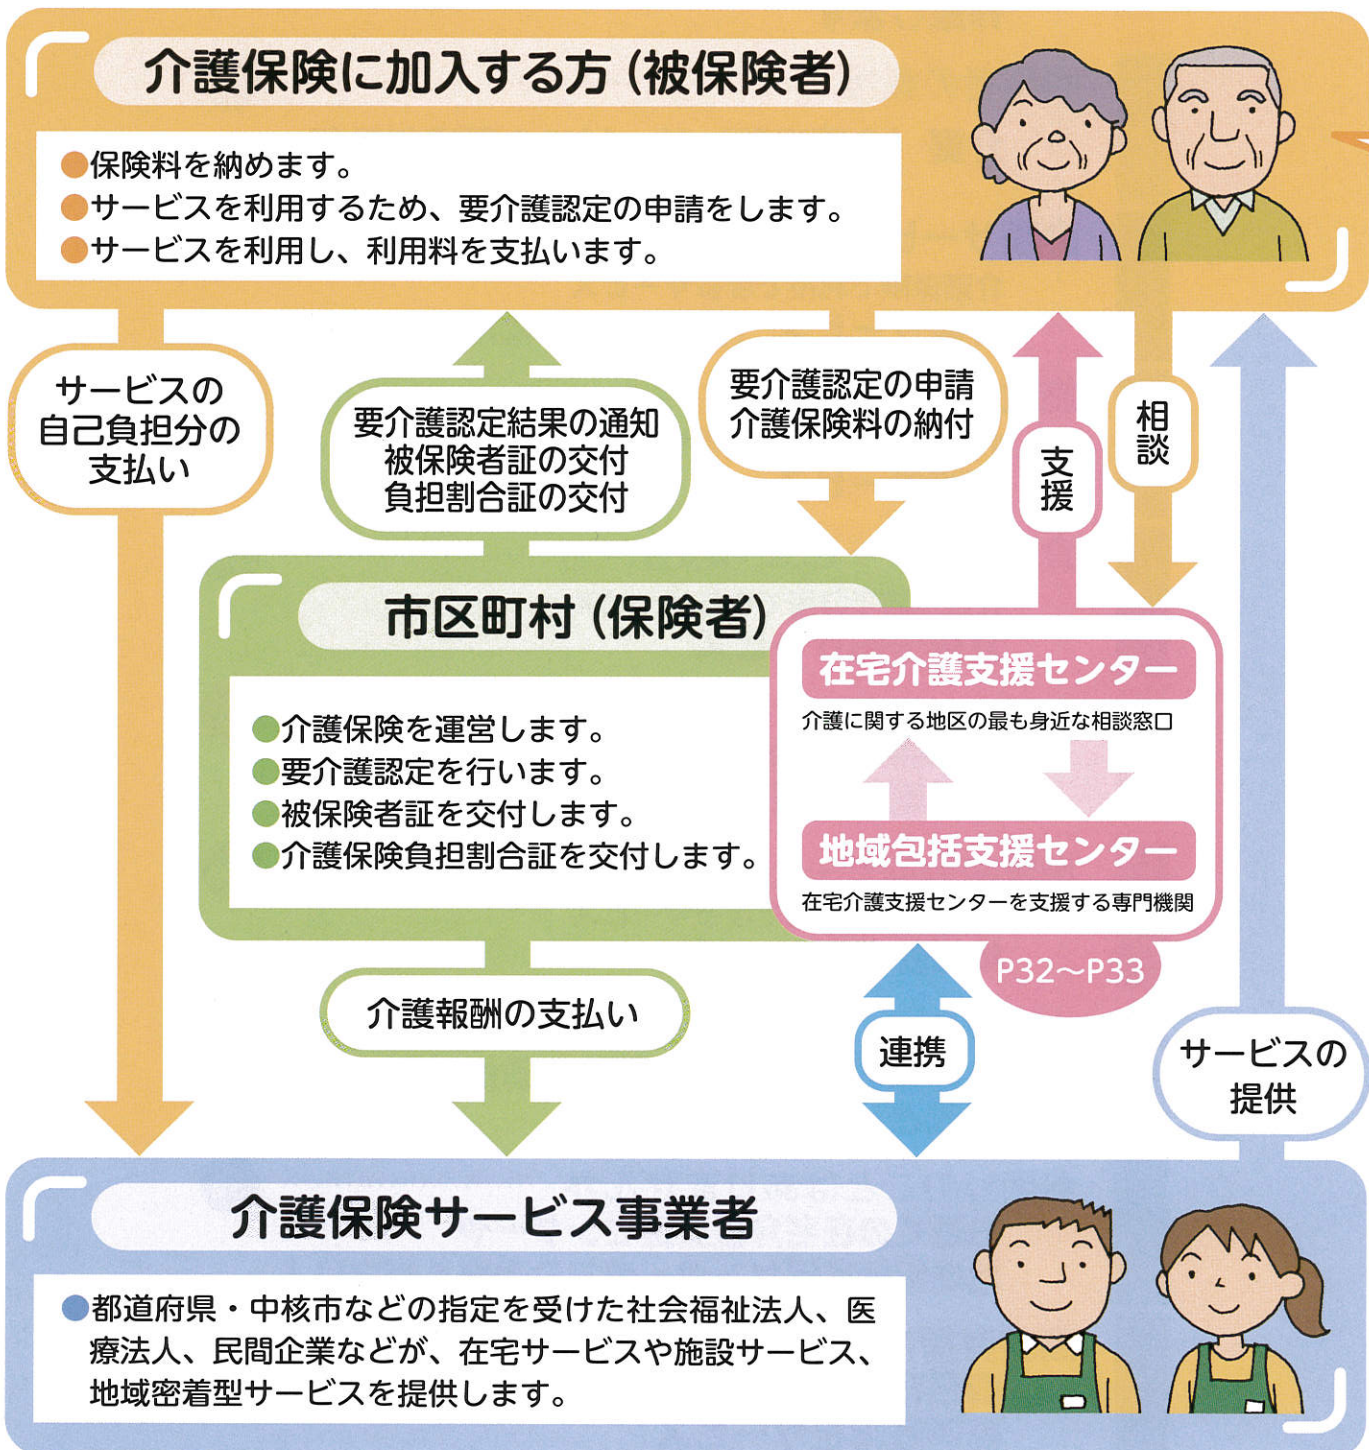 介護保険に加入する方(被保険者)
●保険料を納めます。
●サービスを利用するため、要介護認定の申請をします。
●サービスを利用し、利用料を支払います。
サービスの
自己負担分の
支払い
要介護認定結果の通知
被保険者証の交付
負担割合証の交付
要介護認定の申請
介護保険料の納付
支援
相談
市区町村(保険者)
●介護保険を運営します。
●要介護認定を行います。
●被保険者証を交付します。
●介護保険負担割合証を交付します。
在宅介護支援センター
介護に関する地区の最も身近な相談窓口
地域包括支援センター
在宅介護支援センターを支援する専門機関
P32～P33
介護報酬の支払い
連携
サービスの
提供
介護保険サービス事業者
●都道府県・中核市などの指定を受けた社会福祉法人、医
療法人、民間企業などが、在宅サービスや施設サービス、
地域密着型サービスを提供します。